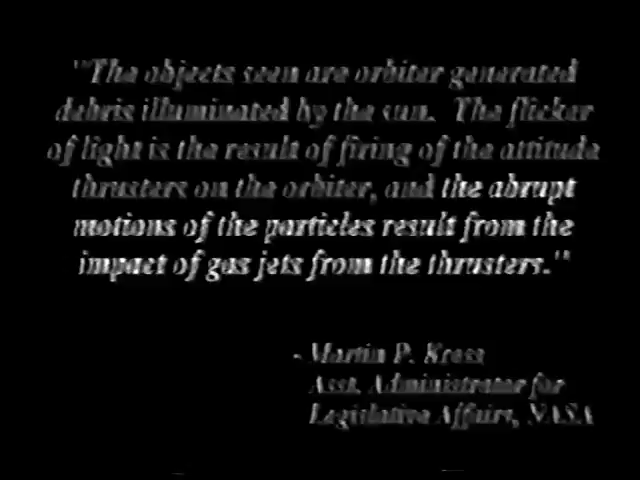 "The objects seen are orbiter generated
debris illuminated by the sun. The flicker
of light is the result of firing of the attitude
thrusters on the orbiter, and the abrupt
motions of the particles result from the
impact of gas jets from the thrusters."
- Martin P. Kress
Asst. Administrator for
Legislative Affairs, NASA